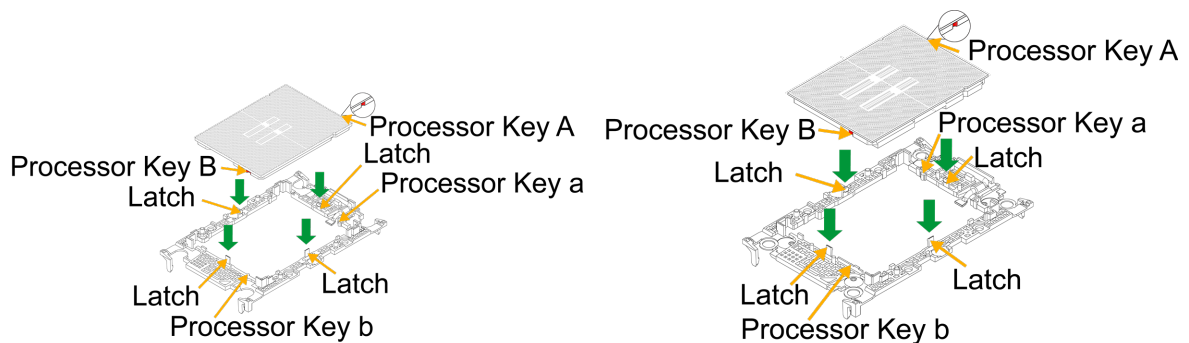 Processor Key A
Processor Key B
Latch
Latch
Processor Key a
Latch
Latch
Processor Key b
Processor Key A
Processor Key B
Processor Key a
Latch
Latch
Latch
Latch
Processor Key b